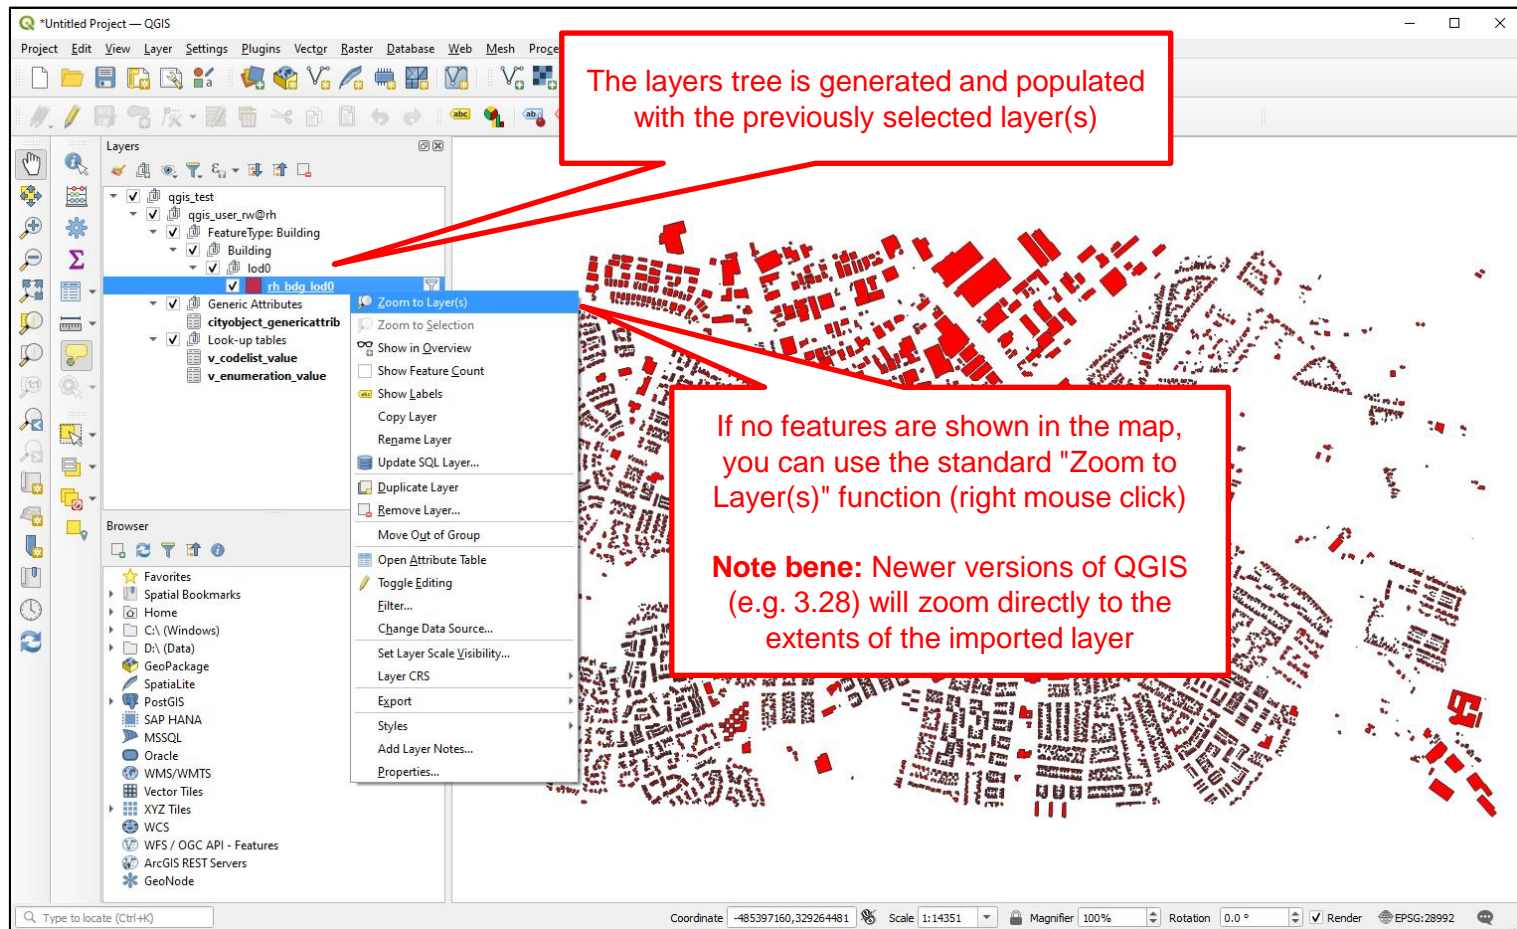 *Untitled Project — QGIS
Project Edit View Layer Settings Plugins Vector Raster Database Web Mesh
The layers tree is generated and populated
with the previously selected layer(s)
Layers
qgis_test
qgis_user_rw@rh
FeatureType: Building
Building
lod0
rh_bdg_lod0
Generic Attributes
cityobject_genericattrib
Look-up tables
v_codelist_value
v_enumeration_value
Zoom to Layer(s)
Zoom to Selection
Show in Overview
Show Feature Count
Show Labels
Copy Layer
Rename Layer
Update SQL Layer...
Duplicate Layer
Remove Layer...
Move Out of Group
Open Attribute Table
Toggle Editing
Filter...
Change Data Source...
Set Layer Scale Visibility...
Layer CRS
Export
Styles
Add Layer Notes...
Properties...
If no features are shown in the map,
you can use the standard "Zoom to
Layer(s)" function (right mouse click)
Note bene: Newer versions of QGIS
(e.g. 3.28) will zoom directly to the
extents of the imported layer
Browser
Favorites
Spatial Bookmarks
Home
C:\ (Windows)
D:\ (Data)
GeoPackage
SpatiaLite
PostGIS
SAP HANA
MSSQL
Oracle
WMS/WMTS
Vector Tiles
XYZ Tiles
WCS
WFS / OGC API - Features
ArcGIS REST Servers
GeoNode
Type to locate (Ctrl+K)
Coordinate -485397160,329264481 Scale 1:14351 Magnifier 100% Rotation 0.0 ° Render EPSG:28992